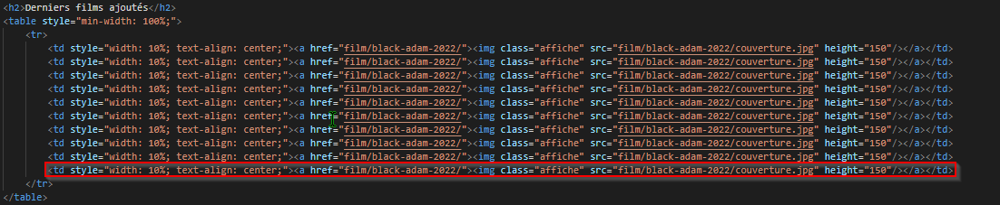 <h2>Derniers films ajoutés</h2>
<table style="min-width: 100%;">
<tr>
<td style="width: 10%; text-align: center;"><a href="film/black-adam-2022/"><img class="affiche" src="film/black-adam-2022/couverture.jpg" height="150"/></a></td>
<td style="width: 10%; text-align: center;"><a href="film/black-adam-2022/"><img class="affiche" src="film/black-adam-2022/couverture.jpg" height="150"/></a></td>
<td style="width: 10%; text-align: center;"><a href="film/black-adam-2022/"><img class="affiche" src="film/black-adam-2022/couverture.jpg" height="150"/></a></td>
<td style="width: 10%; text-align: center;"><a href="film/black-adam-2022/"><img class="affiche" src="film/black-adam-2022/couverture.jpg" height="150"/></a></td>
<td style="width: 10%; text-align: center;"><a href="film/black-adam-2022/"><img class="affiche" src="film/black-adam-2022/couverture.jpg" height="150"/></a></td>
<td style="width: 10%; text-align: center;"><a href="film/black-adam-2022/"><img class="affiche" src="film/black-adam-2022/couverture.jpg" height="150"/></a></td>
<td style="width: 10%; text-align: center;"><a href="film/black-adam-2022/"><img class="affiche" src="film/black-adam-2022/couverture.jpg" height="150"/></a></td>
<td style="width: 10%; text-align: center;"><a href="film/black-adam-2022/"><img class="affiche" src="film/black-adam-2022/couverture.jpg" height="150"/></a></td>
<td style="width: 10%; text-align: center;"><a href="film/black-adam-2022/"><img class="affiche" src="film/black-adam-2022/couverture.jpg" height="150"/></a></td>
<td style="width: 10%; text-align: center;"><a href="film/black-adam-2022/"><img class="affiche" src="film/black-adam-2022/couverture.jpg" height="150"/></a></td>
</tr>
</table>